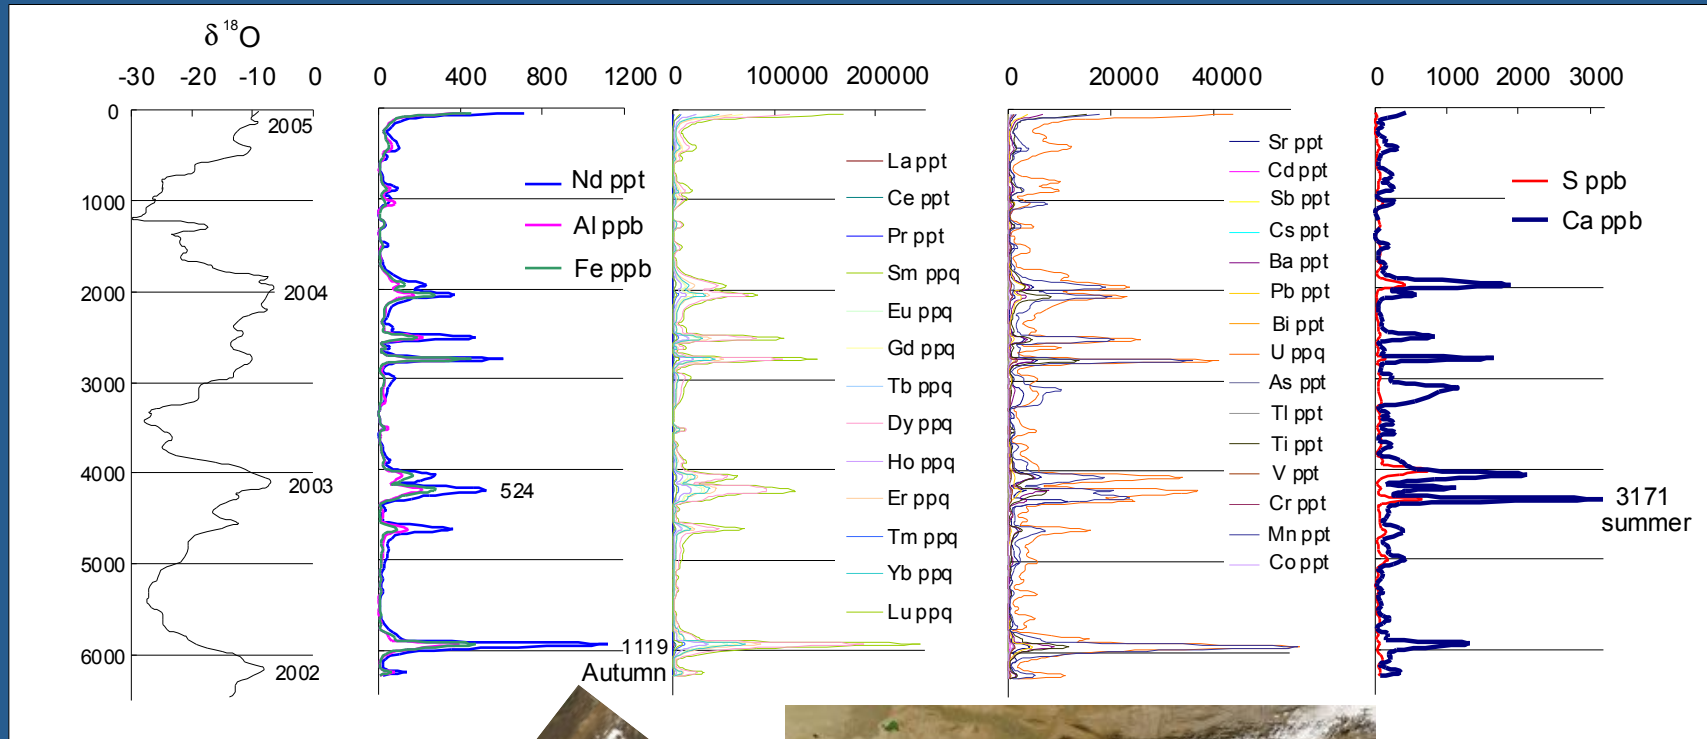 δ 18O
-30 -20 -10 0
0 400 800 1200
0 100000 200000
0 20000 40000
0 1000 2000 3000
0
1000
2000
3000
4000
5000
6000
2005
2004
2003
2002
Nd ppt
Al ppb
Fe ppb
524
1119
Autumn
La ppt
Ce ppt
Pr ppt
Sm ppq
Eu ppq
Gd ppq
Tb ppq
Dy ppq
Ho ppq
Er ppq
Tm ppq
Yb ppq
Lu ppq
Sr ppt
Cd ppt
Sb ppt
Cs ppt
Ba ppt
Pb ppt
Bi ppt
U ppq
As ppt
Tl ppt
Ti ppt
V ppt
Cr ppt
Mn ppt
Co ppt
S ppb
Ca ppb
3171
summer